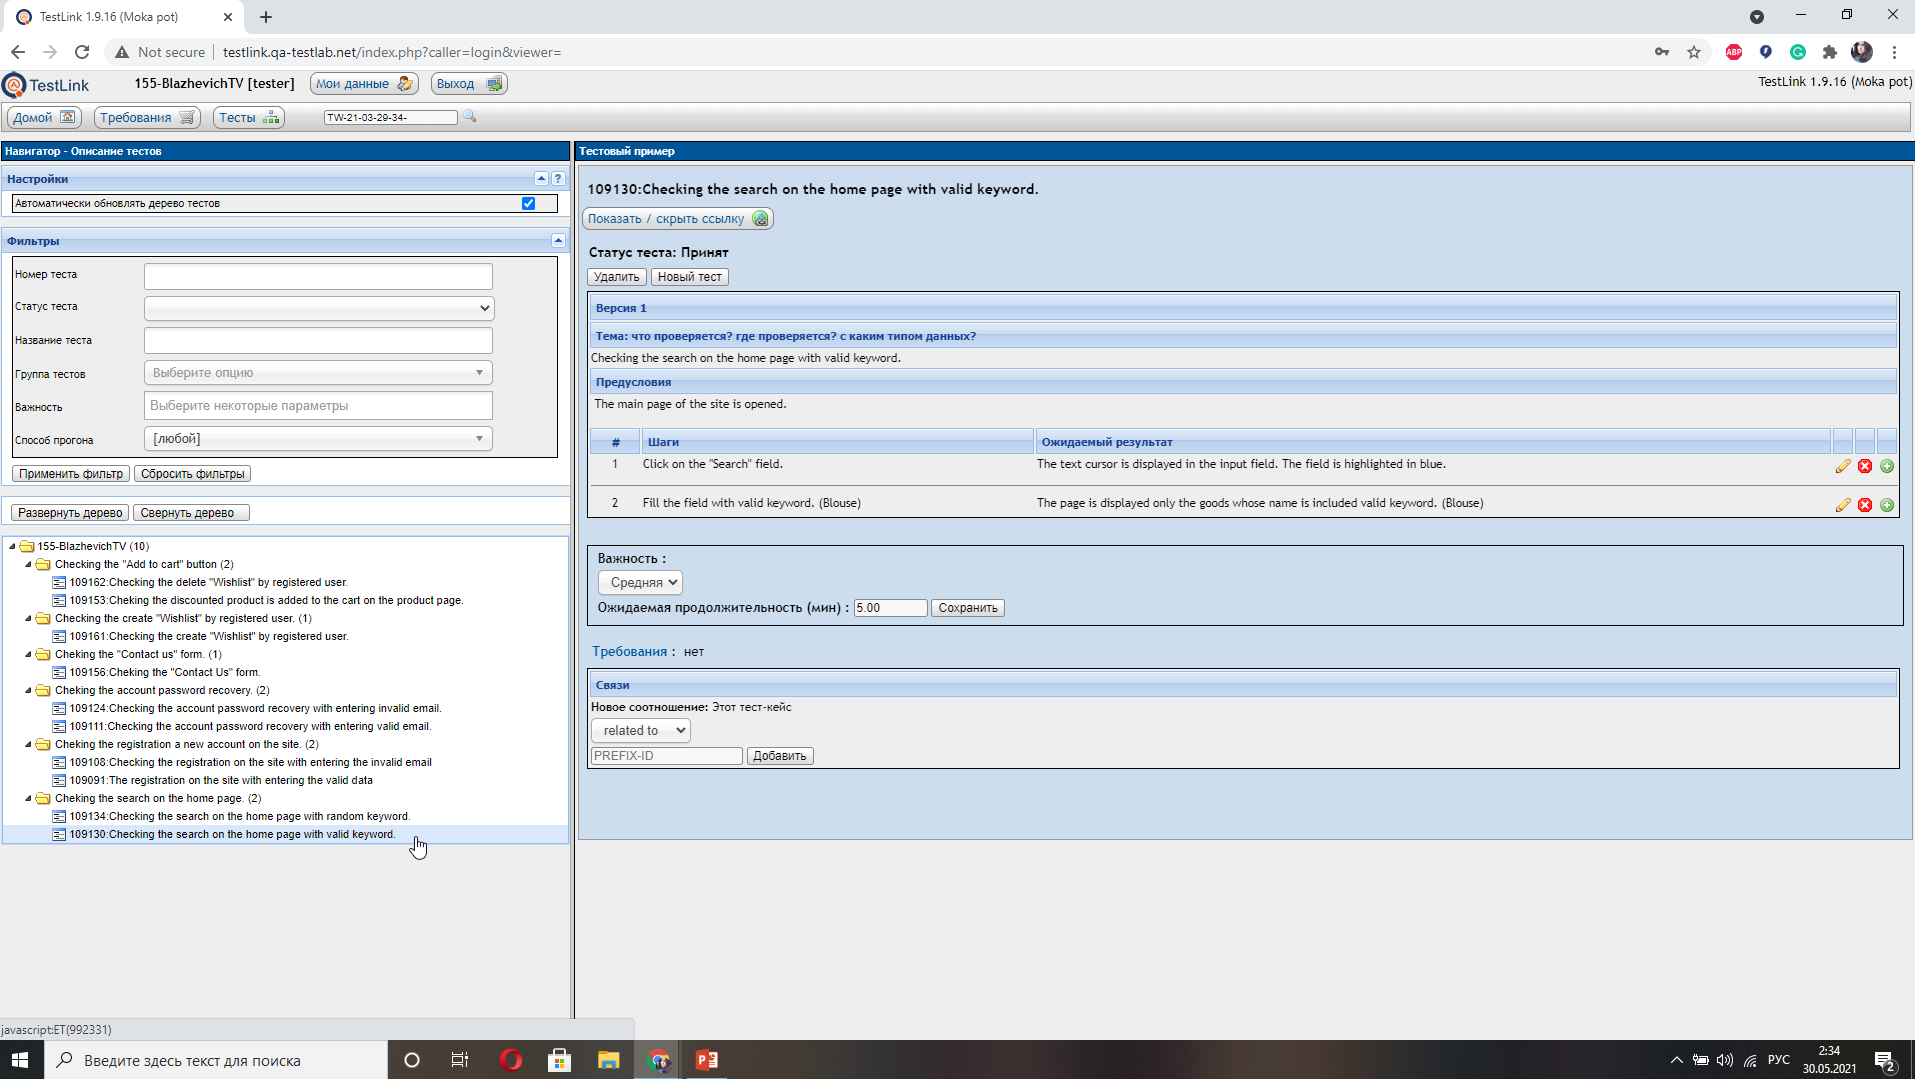 TestLink 1.9.16 (Moka pot)
Not secure
testlink.qa-testlab.net/index.php?caller=login&viewer=
ABP
TestLink
155-BlazhevichTV [tester]
Мои данные
Выход
TestLink 1.9.16 (Moka pot)
Домой
Требования
Тесты
TW-21-03-29-34-
Навигатор - Описание тестов
Настройки
?
Автоматически обновлять дерево тестов
Фильтры
Номер теста
Статус теста
Название теста
Группа тестов
Выберите опцию
Важность
Выберите некоторые параметры
Способ прогона
[любой]
Применить фильтр
Сбросить фильтры
Развернуть дерево
Свернуть дерево
155-BlazhevichTV (10)
Checking the "Add to cart" button (2)
109162:Checking the delete "Wishlist" by registered user.
109153:Cheking the discounted product is added to the cart on the product page.
Checking the create "Wishlist" by registered user. (1)
109161:Checking the create "Wishlist" by registered user.
Cheking the "Contact us" form. (1)
109156:Cheking the "Contact Us" form.
Cheking the account password recovery. (2)
109124:Checking the account password recovery with entering invalid email.
109111:Checking the account password recovery with entering valid email.
Cheking the registration a new account on the site. (2)
109108:Checking the registration on the site with entering the invalid email
109091:The registration on the site with entering the valid data
Cheking the search on the home page. (2)
109134:Checking the search on the home page with random keyword.
109130:Checking the search on the home page with valid keyword.
Тестовый пример
109130:Checking the search on the home page with valid keyword.
Показать / скрыть ссылку
Статус теста: Принят
Удалить
Новый тест
Версия 1
Тема: что проверяется? где проверяется? с каким типом данных?
Checking the search on the home page with valid keyword.
Предусловия
The main page of the site is opened.
# Шаги Ожидаемый результат
1 Click on the "Search" field. The text cursor is displayed in the input field. The field is highlighted in blue.
2 Fill the field with valid keyword. (Blouse) The page is displayed only the goods whose name is included valid keyword. (Blouse)
Важность :
Средняя
Ожидаемая продолжительность (мин) : 5.00 Сохранить
Требования : нет
Связи
Новое соотношение: Этот тест-кейс
related to
PREFIX-ID
Добавить
javascript:ET(992331)
Введите здесь текст для поиска
РУС
2:34
30.05.2021
2